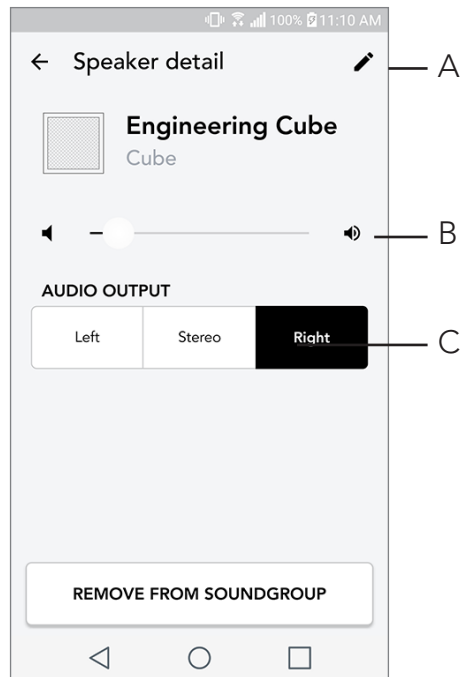 100% 11:10 AM
Speaker detail
A
Engineering Cube
Cube
B
AUDIO OUTPUT
Left Stereo Right
C
REMOVE FROM SOUNDGROUP